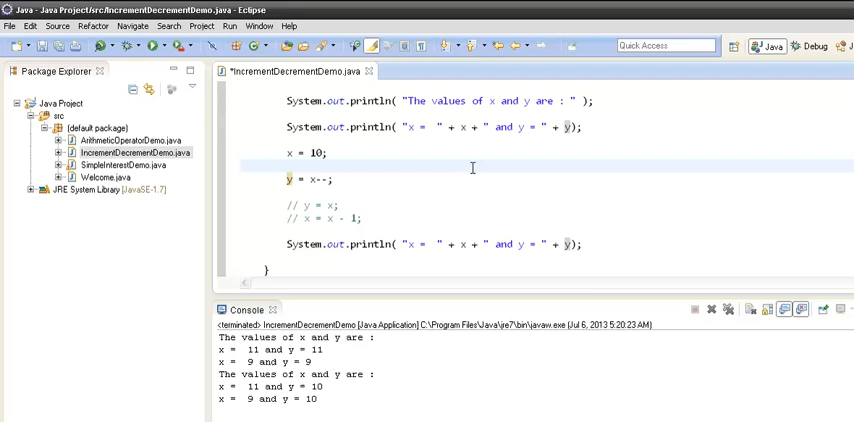 Java - Java Project/src/IncrementDecrementDemo.java - Eclipse
File Edit Source Refactor Navigate Search Project Run Window Help
Quick Access Java Debug
Package Explorer
*IncrementDecrementDemo.java
Java Project
src
(default package)
ArithmeticOperatorDemo.java
IncrementDecrementDemo.java
SimpleInterestDemo.java
Welcome.java
JRE System Library [JavaSE-1.7]
System.out.println( "The values of x and y are : " );
System.out.println( "x =  " + x + " and y = " + y);
x = 10;
y = x--;
// y = x;
// x = x - 1;
System.out.println( "x =  " + x + " and y = " + y);
}
Console
<terminated> IncrementDecrementDemo [Java Application] C:\Program Files\Java\jre7\bin\javaw.exe (Jul 6, 2013 5:20:23 AM)
The values of x and y are :
x =  11 and y = 11
x =  9 and y = 9
The values of x and y are :
x =  11 and y = 10
x =  9 and y = 10